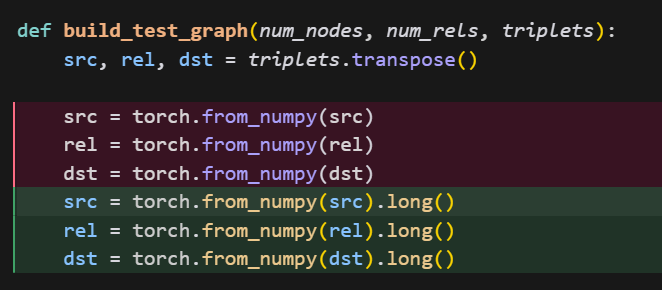 def build_test_graph(num_nodes, num_rels, triplets):
    src, rel, dst = triplets.transpose()
    src = torch.from_numpy(src)
    rel = torch.from_numpy(rel)
    dst = torch.from_numpy(dst)
    src = torch.from_numpy(src).long()
    rel = torch.from_numpy(rel).long()
    dst = torch.from_numpy(dst).long()